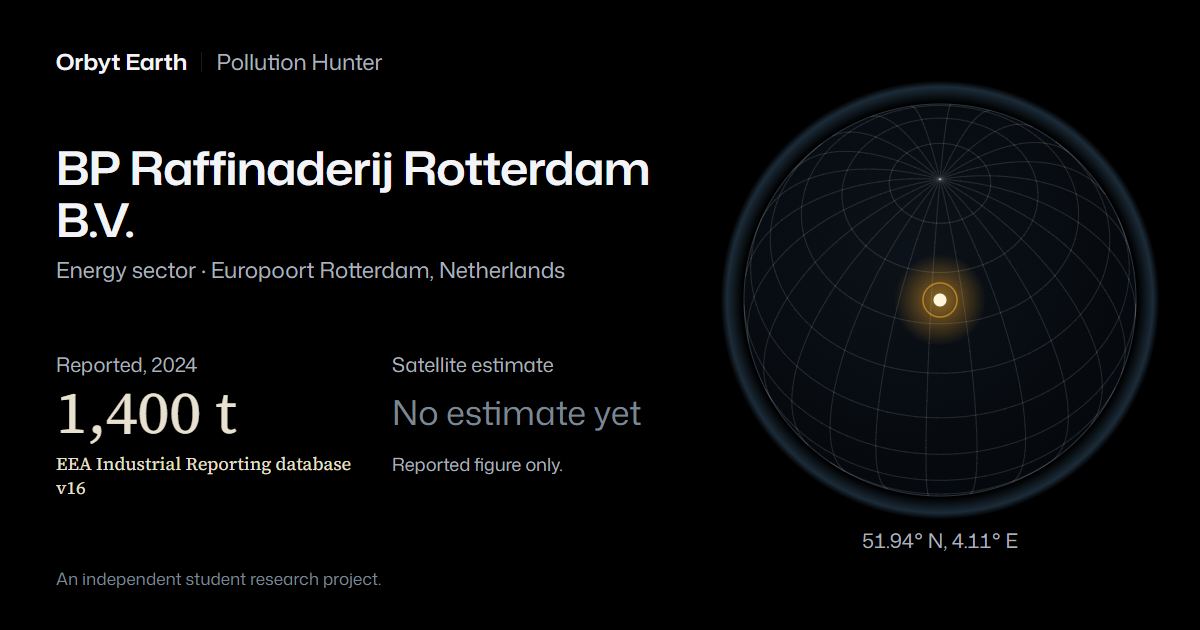 Orbyt Earth | Pollution Hunter
BP Raffinaderij Rotterdam
B.V.
Energy sector · Europoort Rotterdam, Netherlands
Reported, 2024
1,400 t
EEA Industrial Reporting database
v16
Satellite estimate
No estimate yet
Reported figure only.
51.94° N, 4.11° E
An independent student research project.